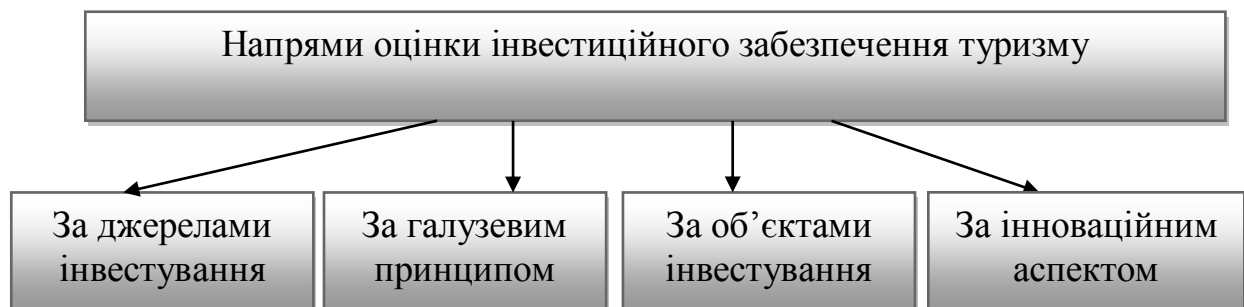 Напрями оцінки інвестиційного забезпечення туризму
За джерелами
інвестування
За галузевим
принципом
За об’єктами
інвестування
За інноваційним
аспектом